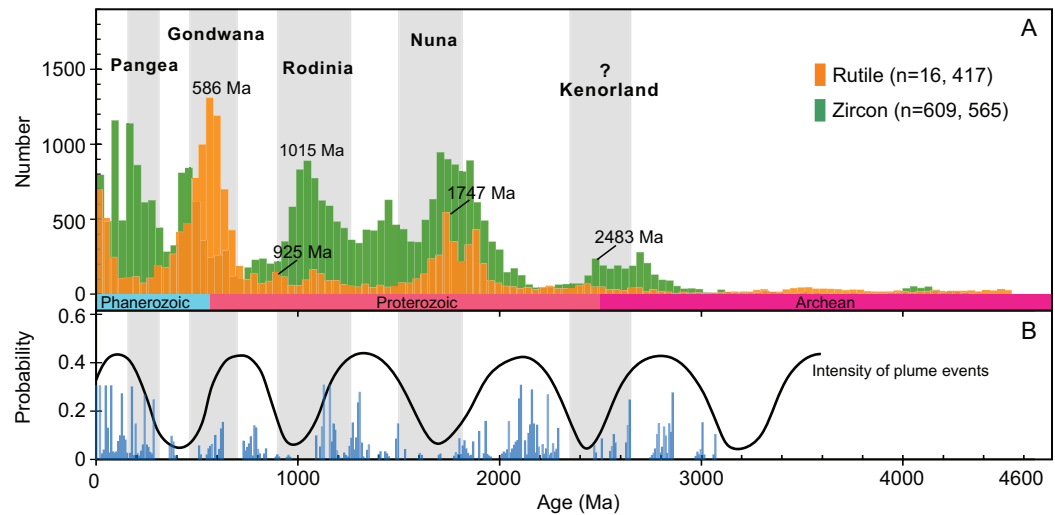 A
Gondwana
Nuna
Pangea
Rodinia
?
Kenorland
Rutile (n=16, 417)
Zircon (n=609, 565)
586 Ma
1015 Ma
1747 Ma
925 Ma
2483 Ma
Number
1500
1000
500
0
Phanerozoic
Proterozoic
Archean
B
Probability
0.6
0.4
0.2
0
Intensity of plume events
0
1000
2000
3000
4000
4600
Age (Ma)